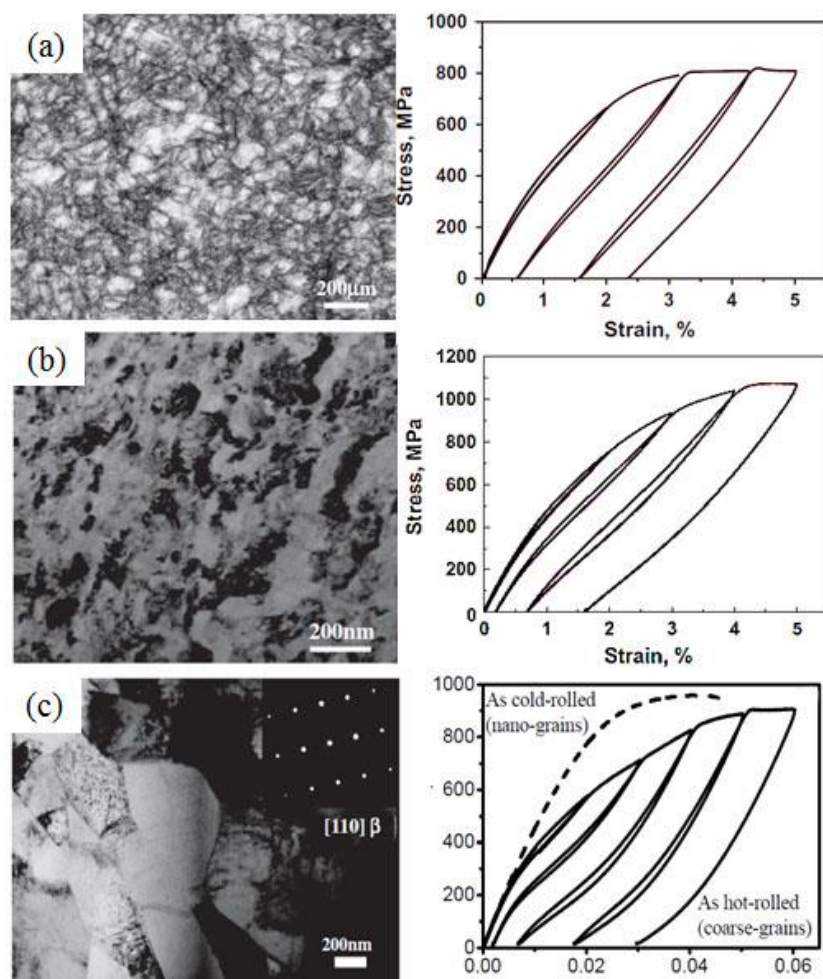 (a)
200μm
Stress, MPa
1000
800
600
400
200
0
0 1 2 3 4 5
Strain, %
(b)
200nm
Stress, MPa
1200
1000
800
600
400
200
0
0 1 2 3 4 5
Strain, %
(c)
[110] β
200nm
1000
800
600
400
200
0
As cold-rolled
(nano-grains)
As hot-rolled
(coarse-grains)
0.00 0.02 0.04 0.06